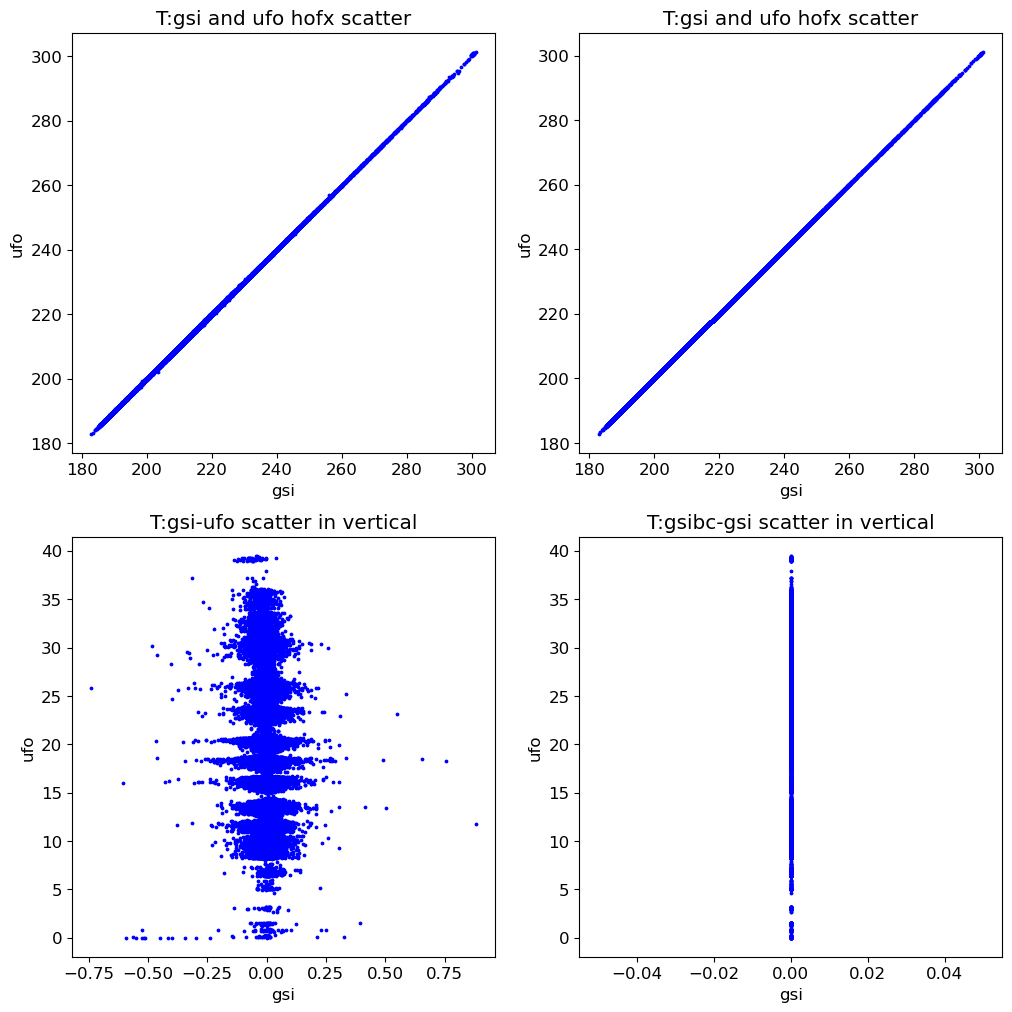 T:gsi and ufo hofx scatter
300
280
260
240
220
200
180
ufo
180 200 220 240 260 280 300
gsi
T:gsi and ufo hofx scatter
300
280
260
240
220
200
180
ufo
180 200 220 240 260 280 300
gsi
T:gsi-ufo scatter in vertical
40
35
30
25
20
15
10
5
0
ufo
−0.75 −0.50 −0.25 0.00 0.25 0.50 0.75
gsi
T:gsibc-gsi scatter in vertical
40
35
30
25
20
15
10
5
0
ufo
−0.04 −0.02 0.00 0.02 0.04
gsi